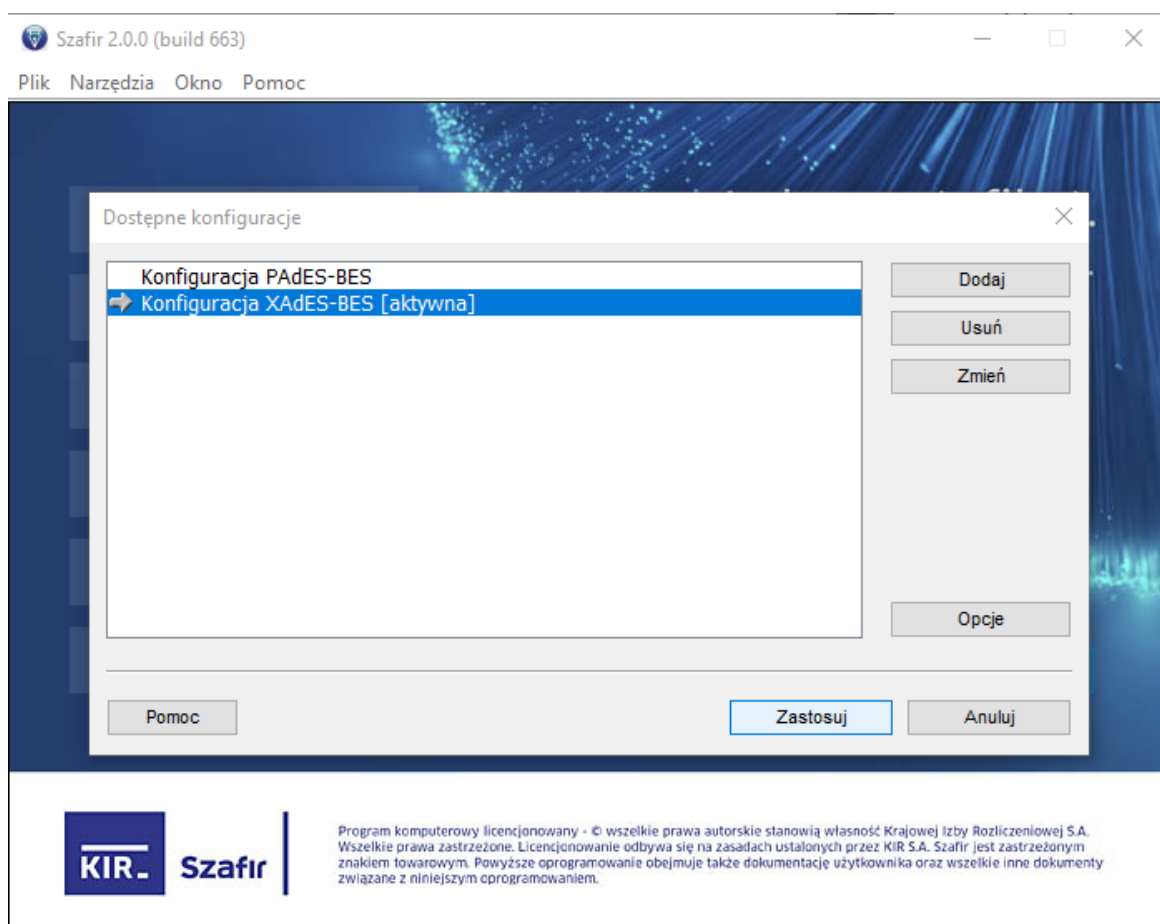 Szafir 2.0.0 (build 663)
Plik Narzędzia Okno Pomoc
Dostępne konfiguracje
Konfiguracja PAdES-BES
Konfiguracja XAdES-BES [aktywna]
Dodaj
Usuń
Zmień
Opcje
Pomoc
Zastosuj
Anuluj
KIR Szafir
Program komputerowy licencjonowany - © wszelkie prawa autorskie stanowią własność Krajowej Izby Rozliczeniowej S.A.
Wszelkie prawa zastrzeżone. Licencjonowanie odbywa się na zasadach ustalonych przez KIR S.A. Szafir jest zastrzeżonym
znakiem towarowym. Powyższe oprogramowanie obejmuje także dokumentację użytkownika oraz wszelkie inne dokumenty
związane z niniejszym oprogramowaniem.